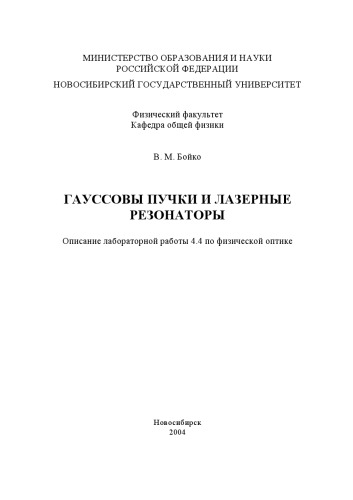 МИНИСТЕРСТВО ОБРАЗОВАНИЯ И НАУКИ
РОССИЙСКОЙ ФЕДЕРАЦИИ
НОВОСИБИРСКИЙ ГОСУДАРСТВЕННЫЙ УНИВЕРСИТЕТ
Физический факультет
Кафедра общей физики
В. М. Бойко
ГАУССОВЫ ПУЧКИ И ЛАЗЕРНЫЕ
РЕЗОНАТОРЫ
Описание лабораторной работы 4.4 по физической оптике
Новосибирск
2004